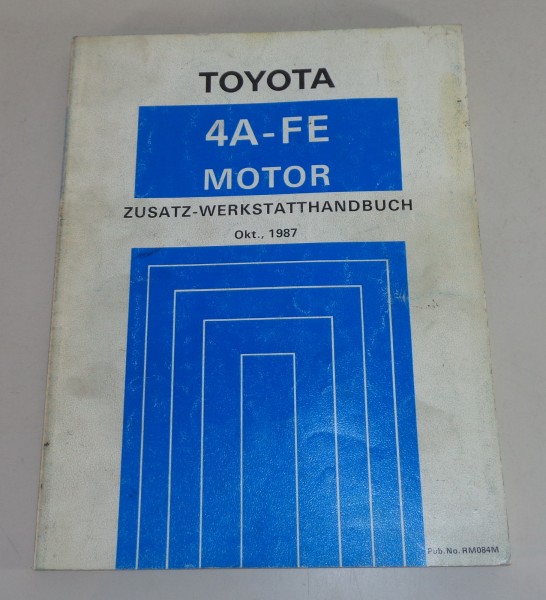 TOYOTA
4A-FE
MOTOR
ZUSATZ-WERKSTATTHANDBUCH
Okt., 1987
Pub. No. RM084M